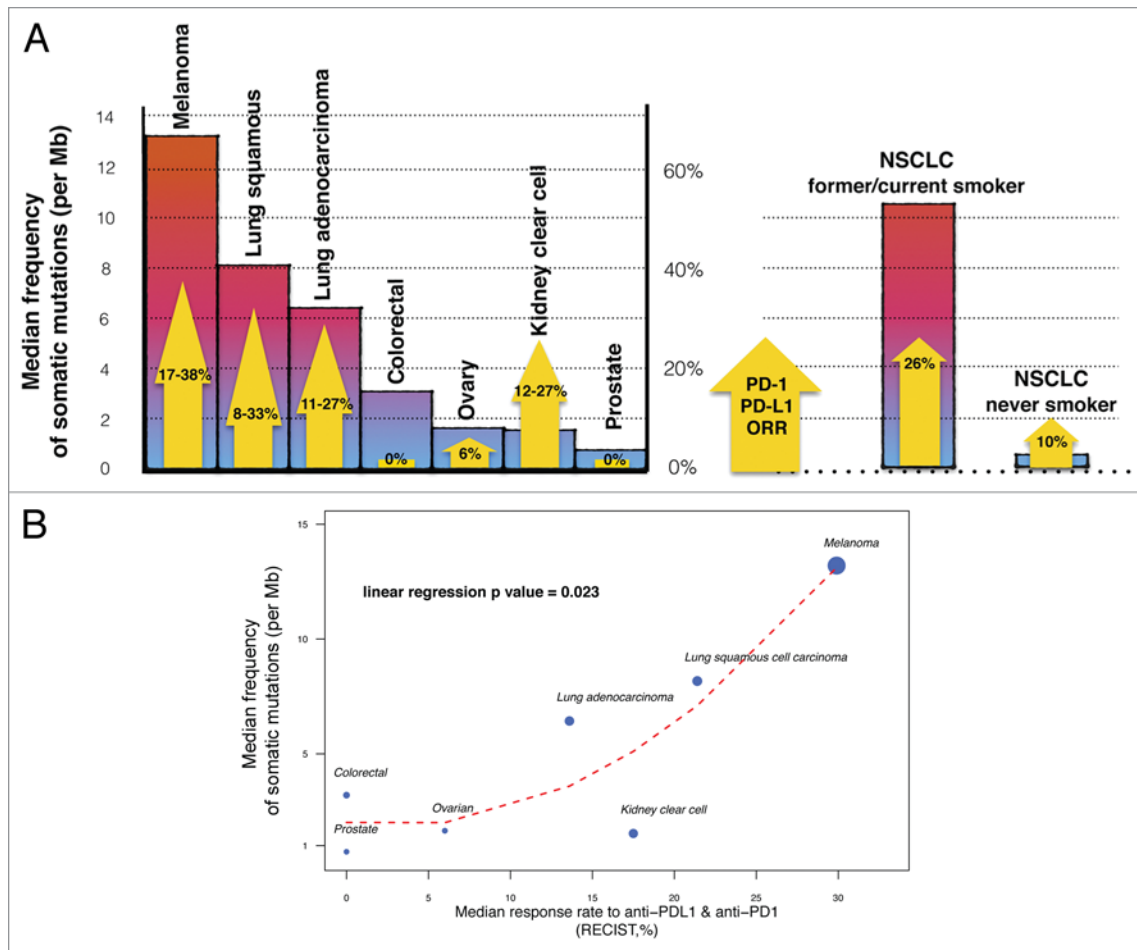 A
Median frequency
of somatic mutations (per Mb)
14
12
10
8
6
4
2
0
Melanoma
Lung squamous
Lung adenocarcinoma
Colorectal
Ovary
Kidney clear cell
Prostate
17-38%
8-33%
11-27%
0%
6%
12-27%
0%
60%
40%
20%
0%
PD-1
PD-L1
ORR
NSCLC
former/current smoker
26%
NSCLC
never smoker
10%
B
Median frequency
of somatic mutations (per Mb)
15
10
5
1
linear regression p value = 0.023
Melanoma
Lung squamous cell carcinoma
Lung adenocarcinoma
Colorectal
Ovarian
Kidney clear cell
Prostate
0
5
10
15
20
25
30
Median response rate to anti−PDL1 & anti−PD1
(RECIST,%)